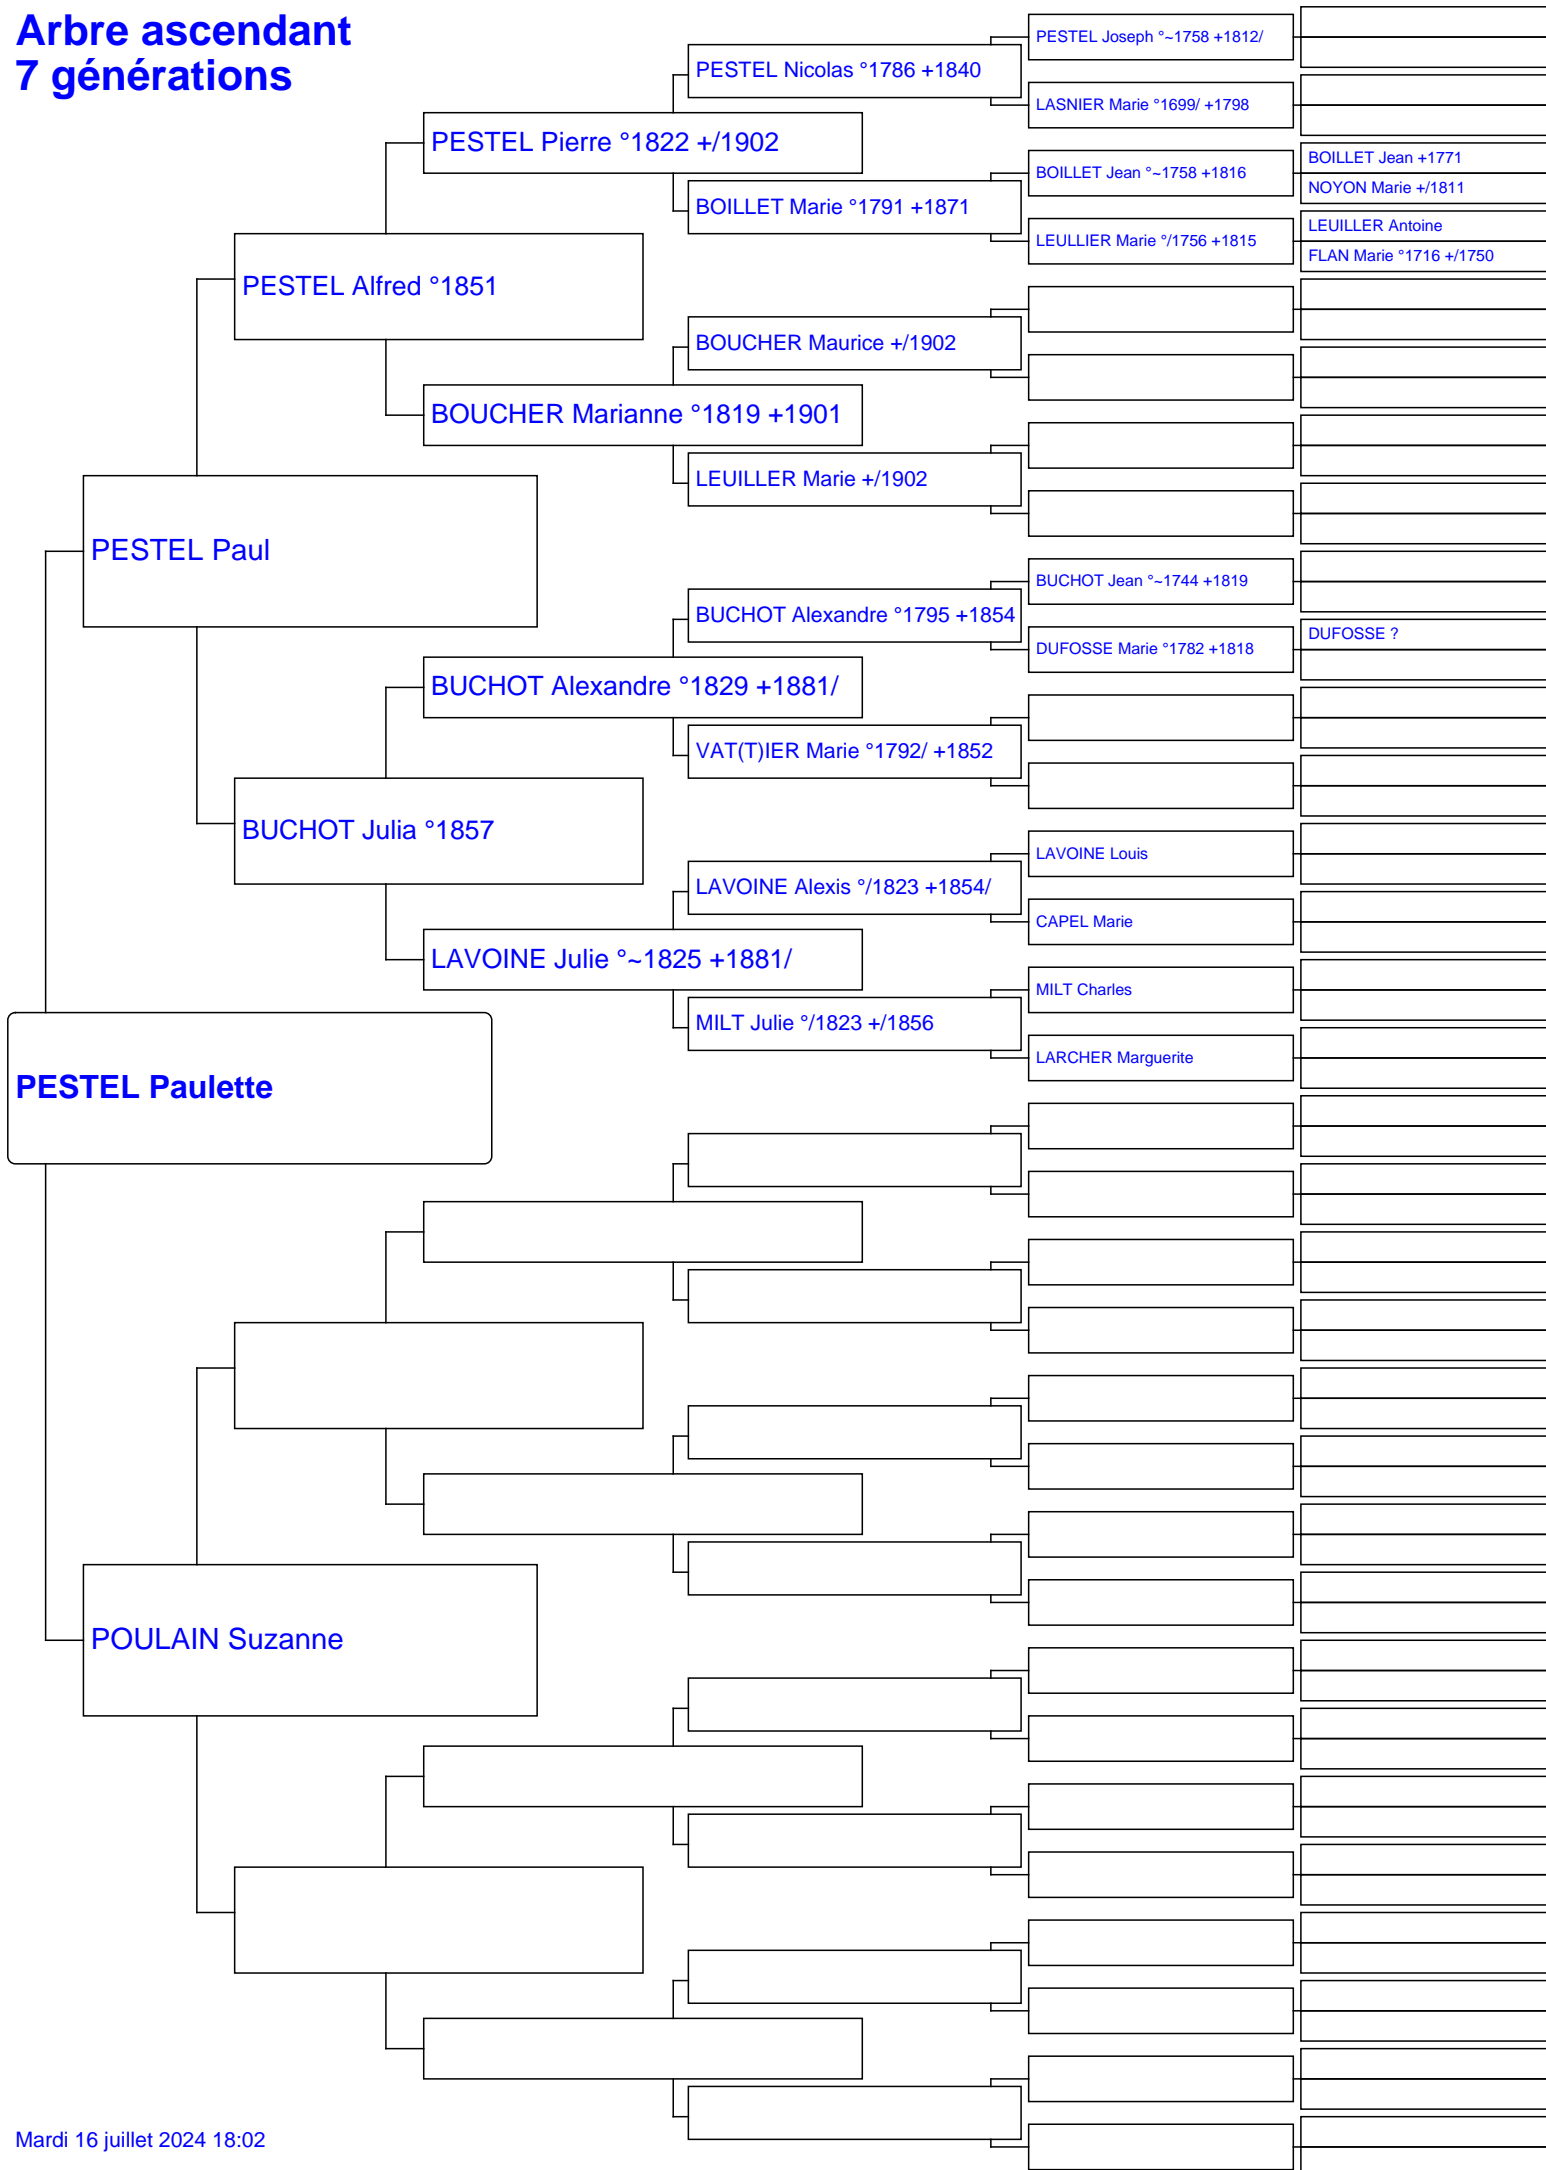 Arbre ascendant
7 générations
PESTEL Paulette
PESTEL Paul
POULAIN Suzanne
PESTEL Alfred °1851
BUCHOT Julia °1857
PESTEL Pierre °1822 +/1902
BOUCHER Marianne °1819 +1901
BUCHOT Alexandre °1829 +1881/
LAVOINE Julie °~1825 +1881/
PESTEL Nicolas °1786 +1840
BOILLET Marie °1791 +1871
BOUCHER Maurice +/1902
LEUILLER Marie +/1902
BUCHOT Alexandre °1795 +1854
VAT(T)IER Marie °1792/ +1852
LAVOINE Alexis °/1823 +1854/
MILT Julie °/1823 +/1856
PESTEL Joseph °~1758 +1812/
LASNIER Marie °1699/ +1798
BOILLET Jean °~1758 +1816
LEULLIER Marie °/1756 +1815
BUCHOT Jean °~1744 +1819
DUFOSSE Marie °1782 +1818
LAVOINE Louis
CAPEL Marie
MILT Charles
LARCHER Marguerite
BOILLET Jean +1771
NOYON Marie +/1811
LEUILLER Antoine
FLAN Marie °1716 +/1750
DUFOSSE ?
Mardi 16 juillet 2024 18:02